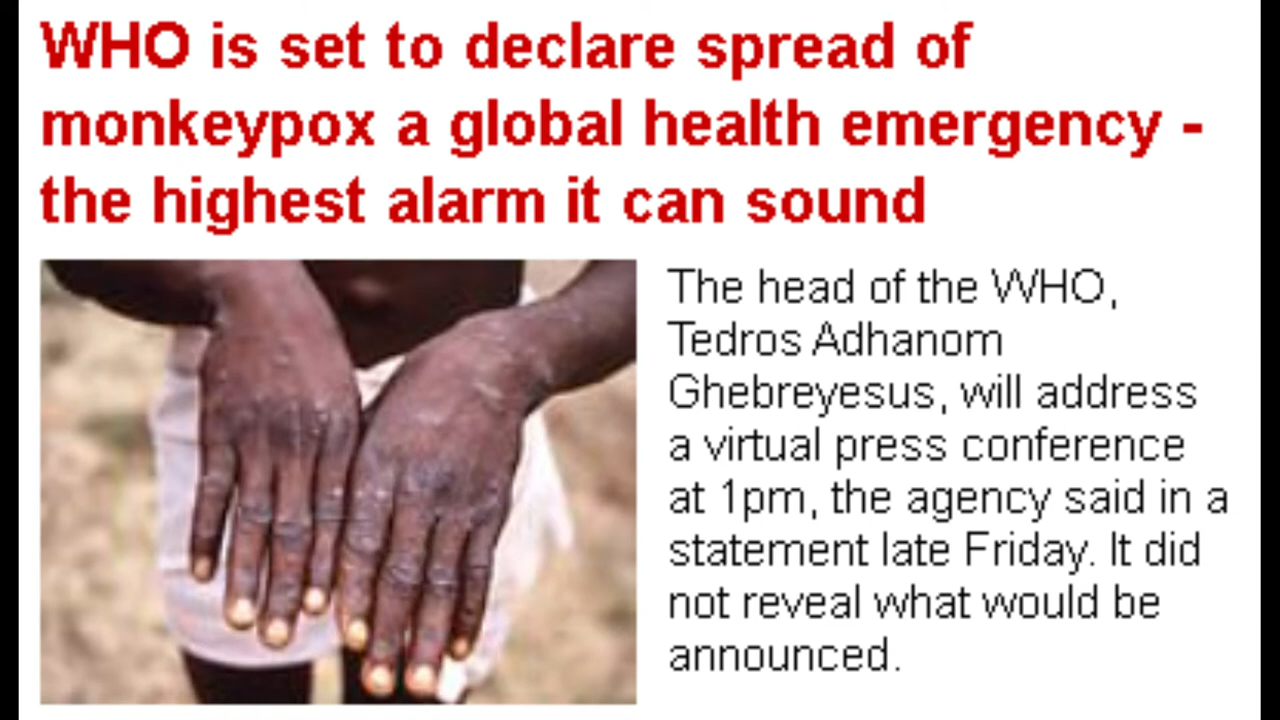 WHO is set to declare spread of
monkeypox a global health emergency -
the highest alarm it can sound
The head of the WHO,
Tedros Adhanom
Ghebreyesus, will address
a virtual press conference
at 1pm, the agency said in a
statement late Friday. It did
not reveal what would be
announced.